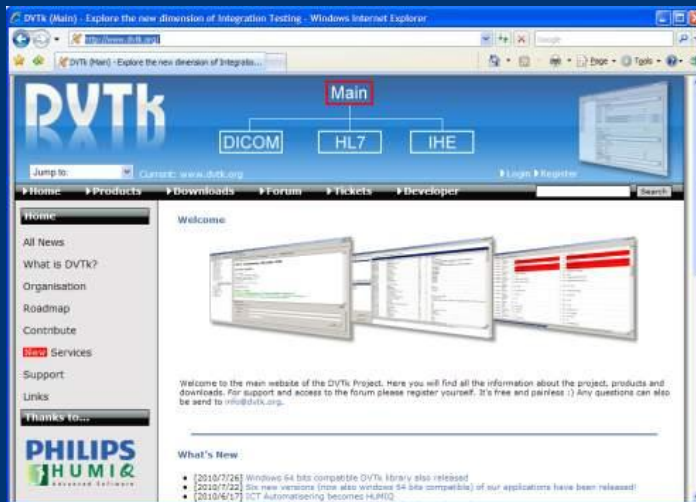 DVTk (Main) - Explore the new dimension of Integration Testing - Windows Internet Explorer
http://www.dvtk.org/
Google
DVTk (Main) - Explore the new dimension of Integratio...
Page Tools
DVTk
Main
DICOM HL7 IHE
Jump to: Current: www.dvtk.org Login Register
Home Products Downloads Forum Tickets Developer Search
Home
All News
What is DVTk?
Organisation
Roadmap
Contribute
New Services
Support
Links
Thanks to...
PHILIPS
HUMIQ
Advanced Software
Welcome
Welcome to the main website of the DVTk Project. Here you will find all the information about the project, products and
downloads. For support and access to the forum please register yourself. It's free and painless :) Any questions can also
be send to info@dvtk.org.
What's New
[2010/7/26] Windows 64 bits compatible DVTk library also released
[2010/7/22] Six new versions (now also windows 64 bits compatible) of our applications have been released!
[2010/6/17] ICT Automatisering becomes HUMIQ